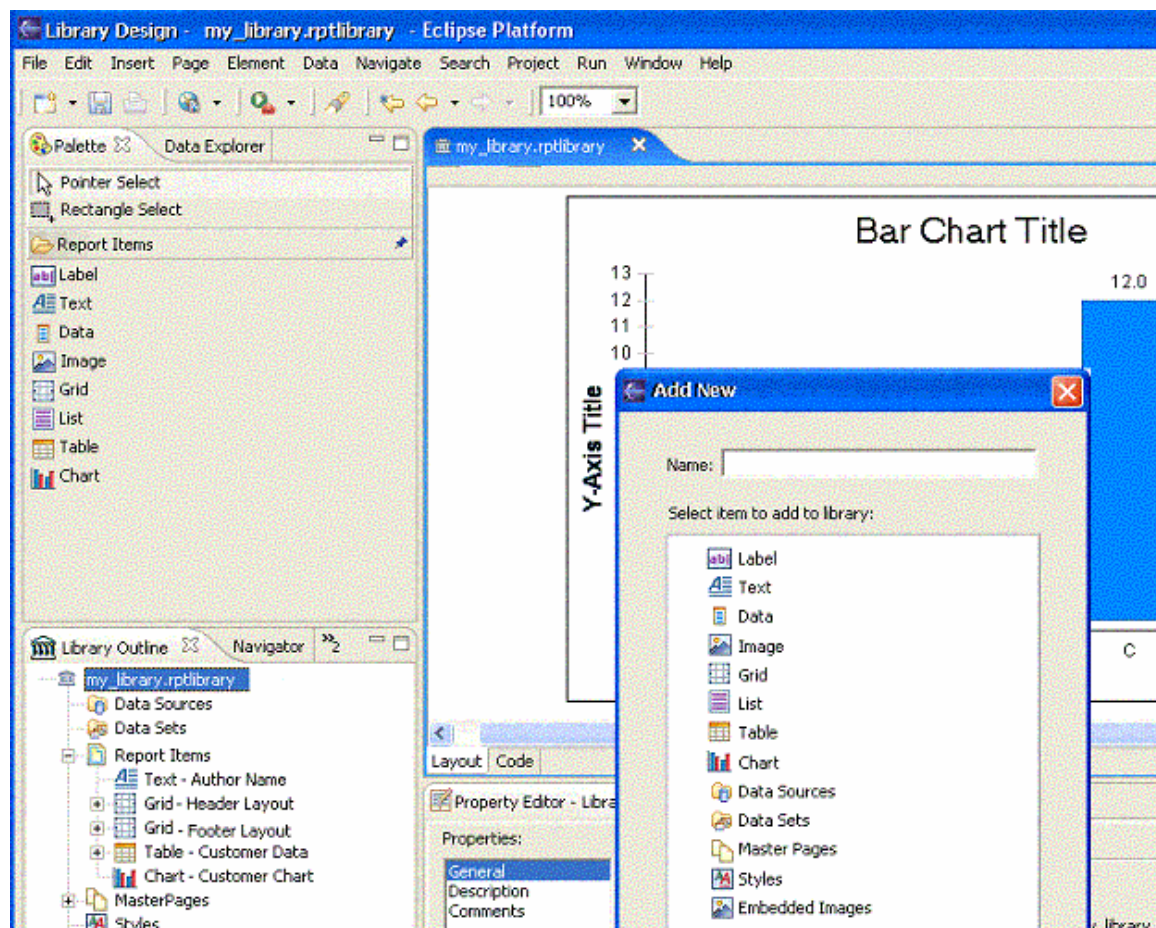 Library Design - my_library.rptlibrary - Eclipse Platform
File Edit Insert Page Element Data Navigate Search Project Run Window Help
100%
Palette
Data Explorer
Pointer Select
Rectangle Select
Report Items
ab| Label
Text
Data
Image
Grid
List
Table
Chart
Library Outline
Navigator
»2
my_library.rptlibrary
Data Sources
Data Sets
Report Items
Text - Author Name
Grid - Header Layout
Grid - Footer Layout
Table - Customer Data
Chart - Customer Chart
MasterPages
Styles
my_library.rptlibrary
Bar Chart Title
13
12
11
10
Y-Axis Title
12.0
C
Layout Code
Property Editor - Libra
Properties:
General
Description
Comments
Add New
Name:
Select item to add to library:
ab| Label
Text
Data
Image
Grid
List
Table
Chart
Data Sources
Data Sets
Master Pages
Styles
Embedded Images
library